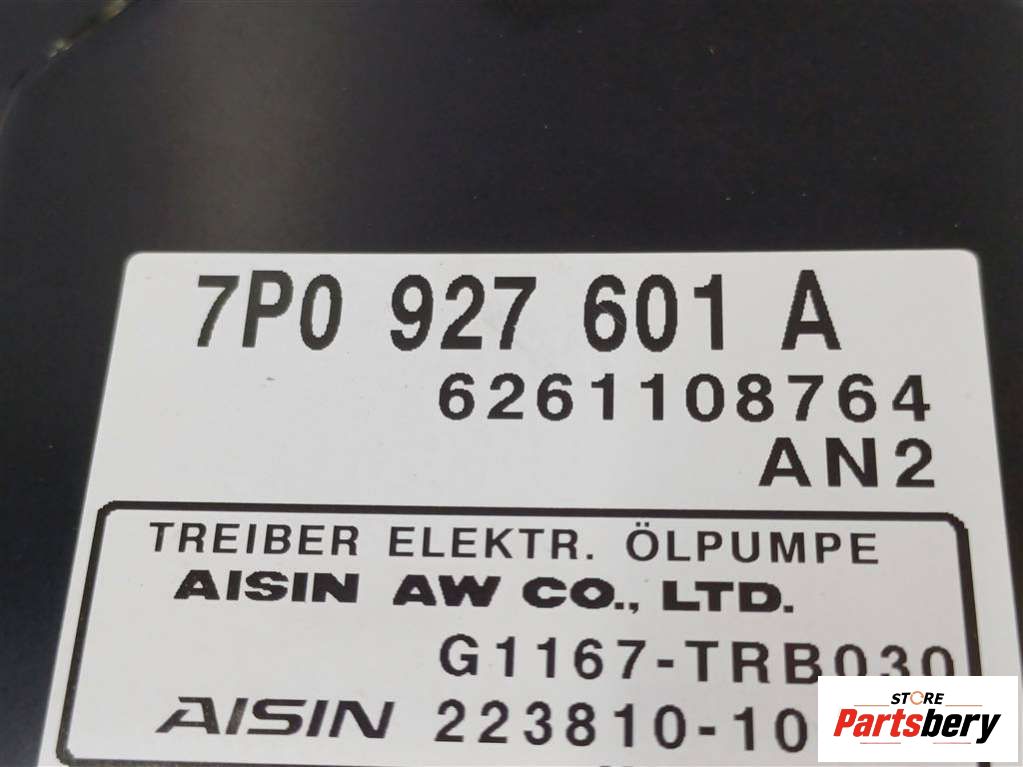 7P0 927 601 A
6261108764
AN2
TREIBER ELEKTR. ÖLPUMPE
AISIN AW CO., LTD.
G1167-TRB030
AISIN 223810-10
STORE
Partsbery